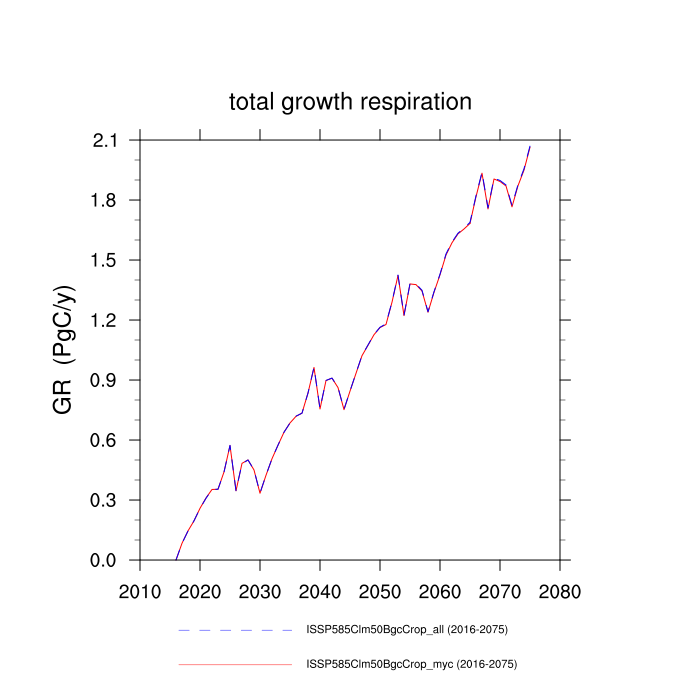 total growth respiration
GR (PgC/y)
2.1
1.8
1.5
1.2
0.9
0.6
0.3
0.0
2010 2020 2030 2040 2050 2060 2070 2080
ISSP585Clm50BgcCrop_all (2016-2075)
ISSP585Clm50BgcCrop_myc (2016-2075)